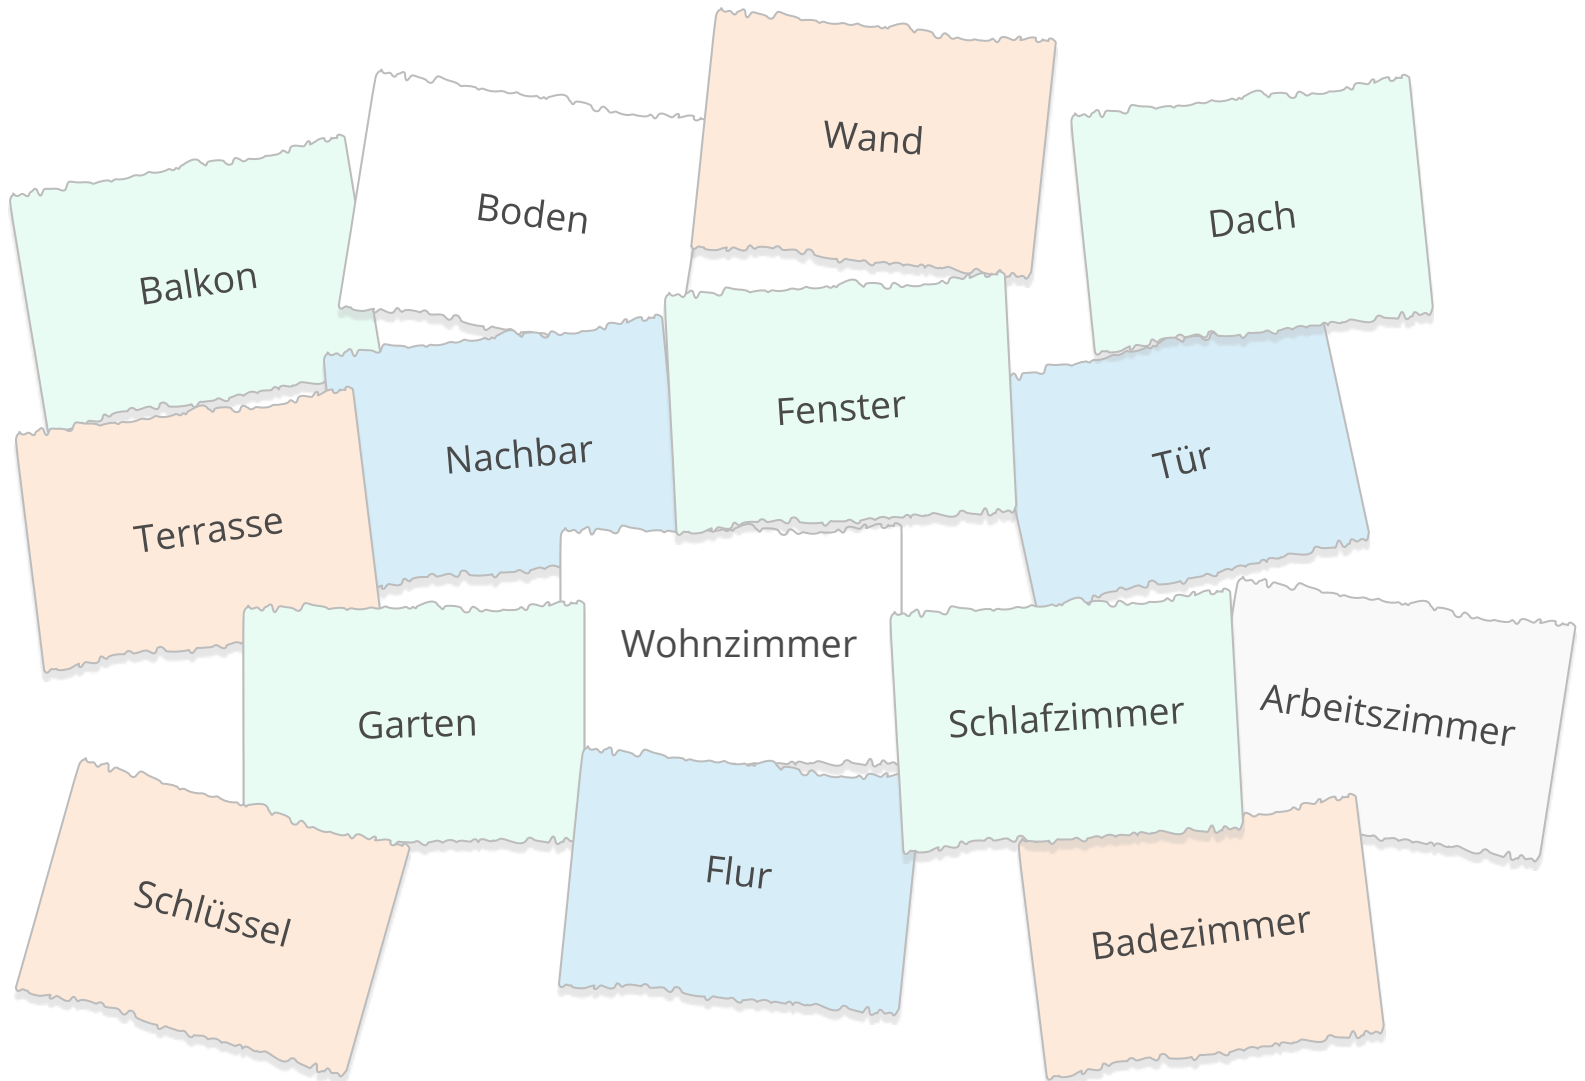 Wand
Boden
Dach
Balkon
Fenster
Nachbar
Tür
Terrasse
Wohnzimmer
Garten
Schlafzimmer
Arbeitszimmer
Flur
Schlüssel
Badezimmer